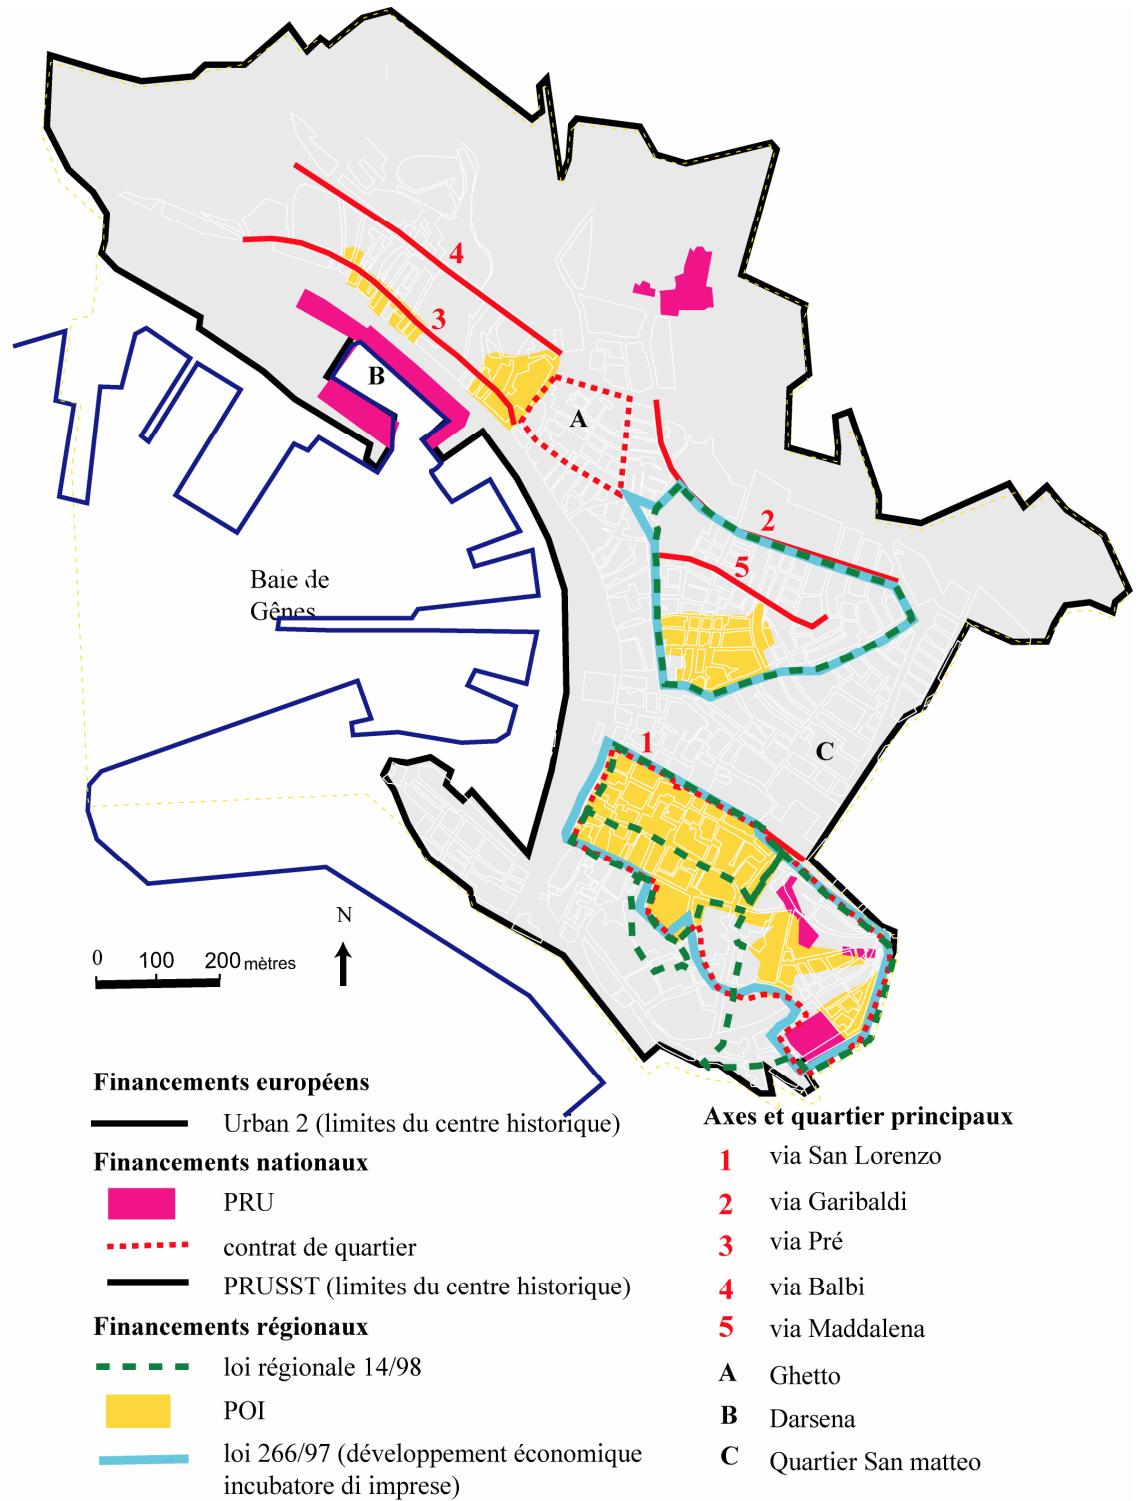 4
3
B
A
2
5
Baie de
Gênes
1
C
N
0 100 200 mètres
Financements européens
Urban 2 (limites du centre historique)
Financements nationaux
PRU
contrat de quartier
PRUSST (limites du centre historique)
Financements régionaux
loi régionale 14/98
POI
loi 266/97 (développement économique
incubatore di imprese)
Axes et quartier principaux
1 via San Lorenzo
2 via Garibaldi
3 via Pré
4 via Balbi
5 via Maddalena
A Ghetto
B Darsena
C Quartier San matteo